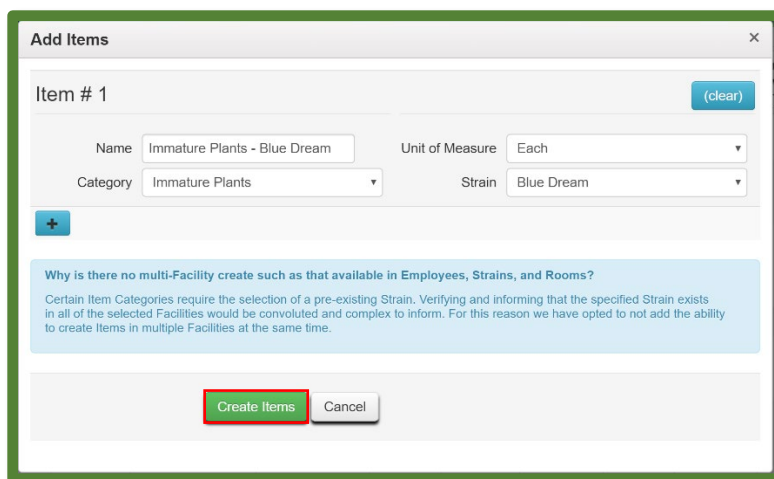 Add Items ×
Item # 1 (clear)
Name Immature Plants - Blue Dream Unit of Measure Each
Category Immature Plants Strain Blue Dream
+
Why is there no multi-Facility create such as that available in Employees, Strains, and Rooms?
Certain Item Categories require the selection of a pre-existing Strain. Verifying and informing that the specified Strain exists
in all of the selected Facilities would be convoluted and complex to inform. For this reason we have opted to not add the ability
to create Items in multiple Facilities at the same time.
Create Items Cancel